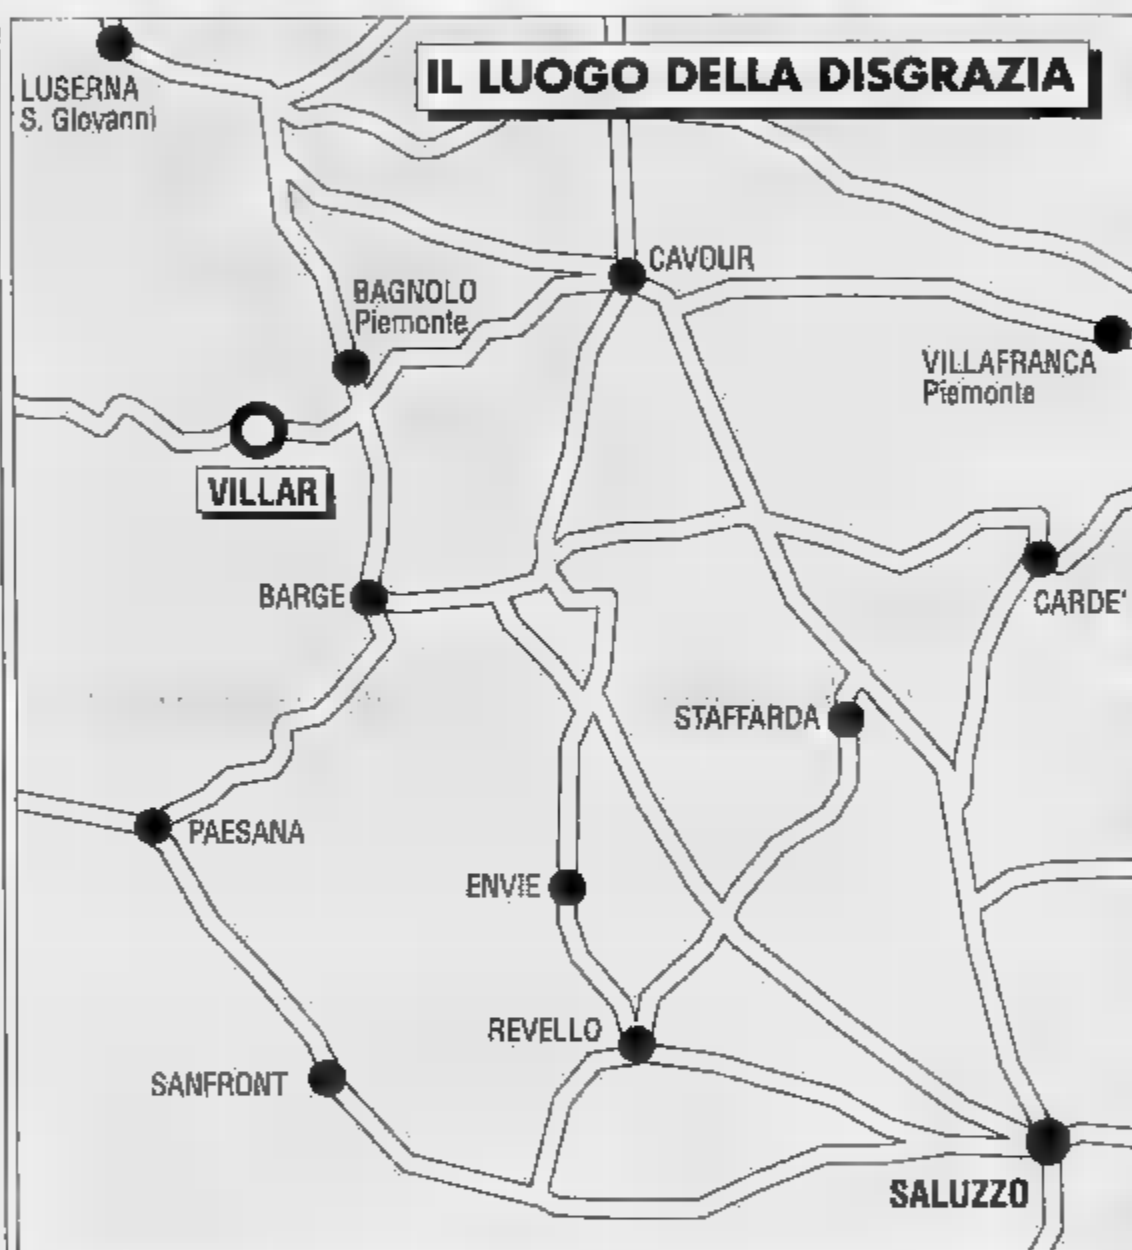 IL LUOGO DELLA DISGRAZIA
LUSERNA
S. Giovanni
CAVOUR
BAGNOLO
Piemonte
VILLAFRANCA
Piemonte
VILLAR
BARGE
CARDE'
STAFFARDA
PAESANA
ENVIE
REVELLO
SANFRONT
SALUZZO